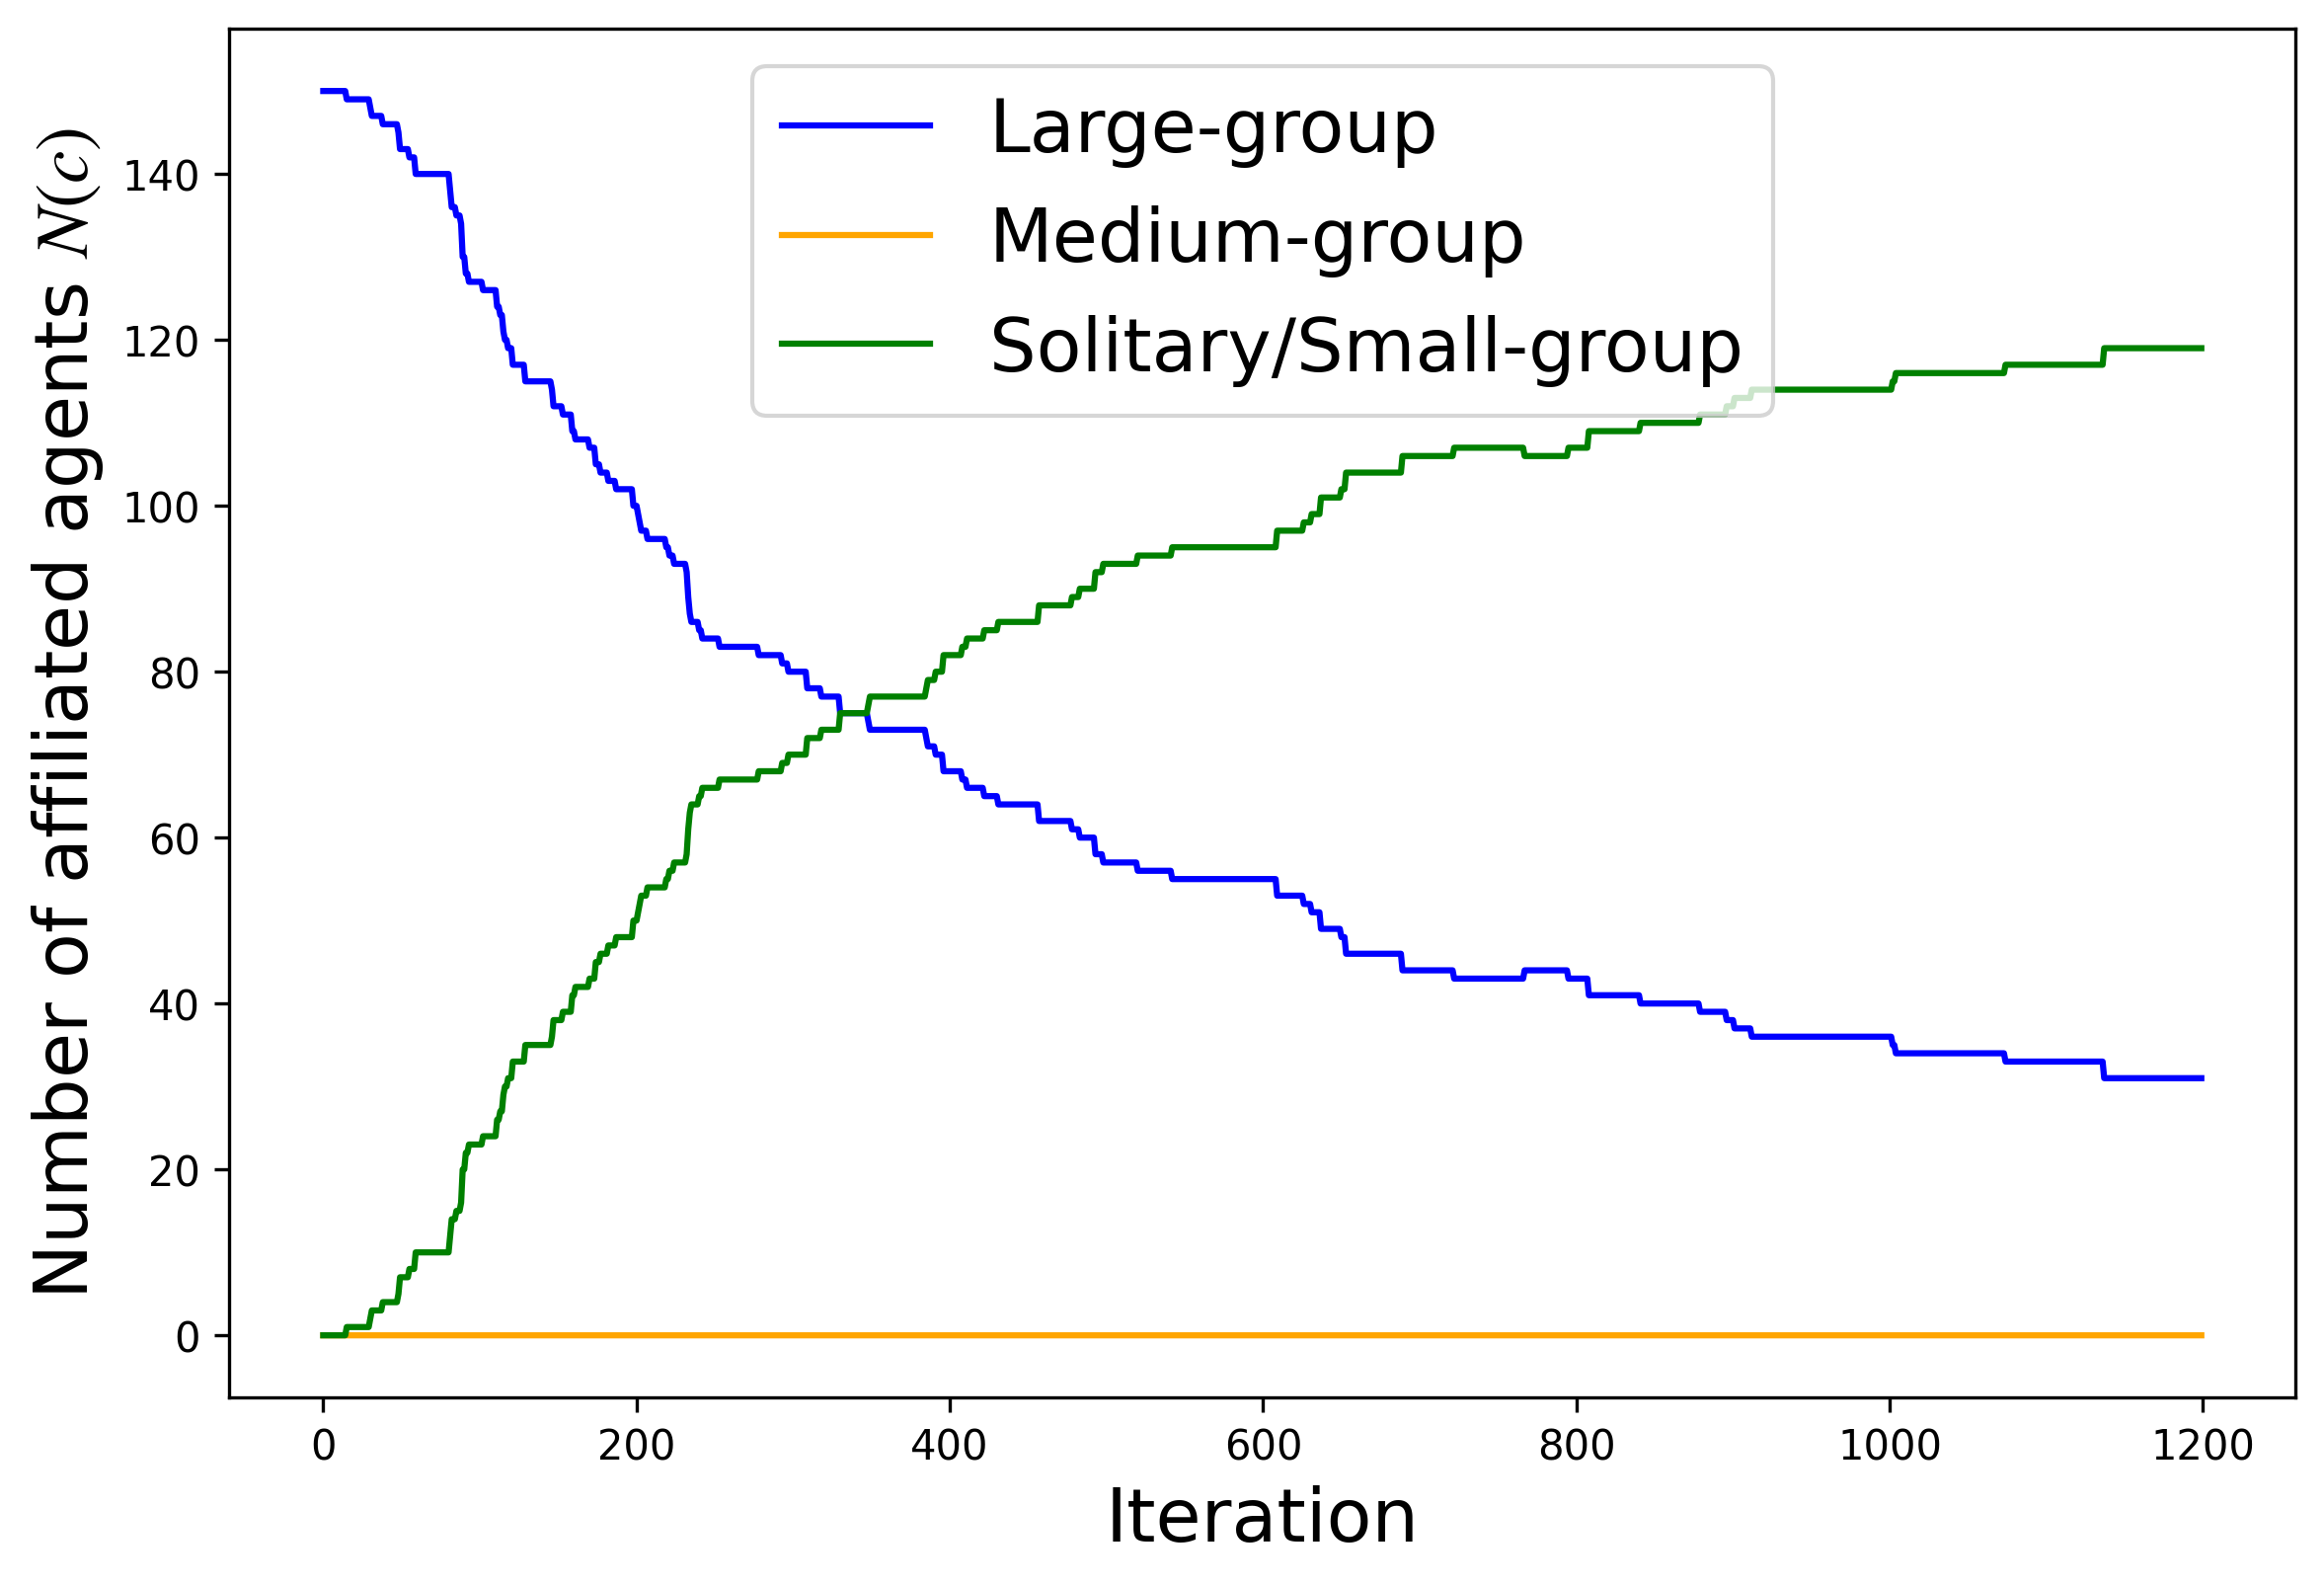 Number of affiliated agents N(c)
140
120
100
80
60
40
20
0
Large-group
Medium-group
Solitary/Small-group
0 200 400 600 800 1000 1200
Iteration